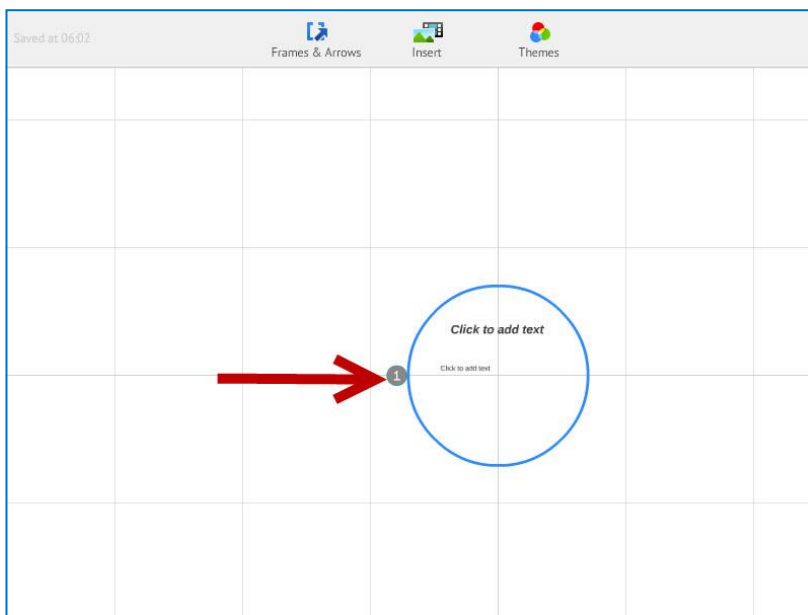 Saved at 06:02
Frames & Arrows
Insert
Themes
Click to add text
Click to add text
1